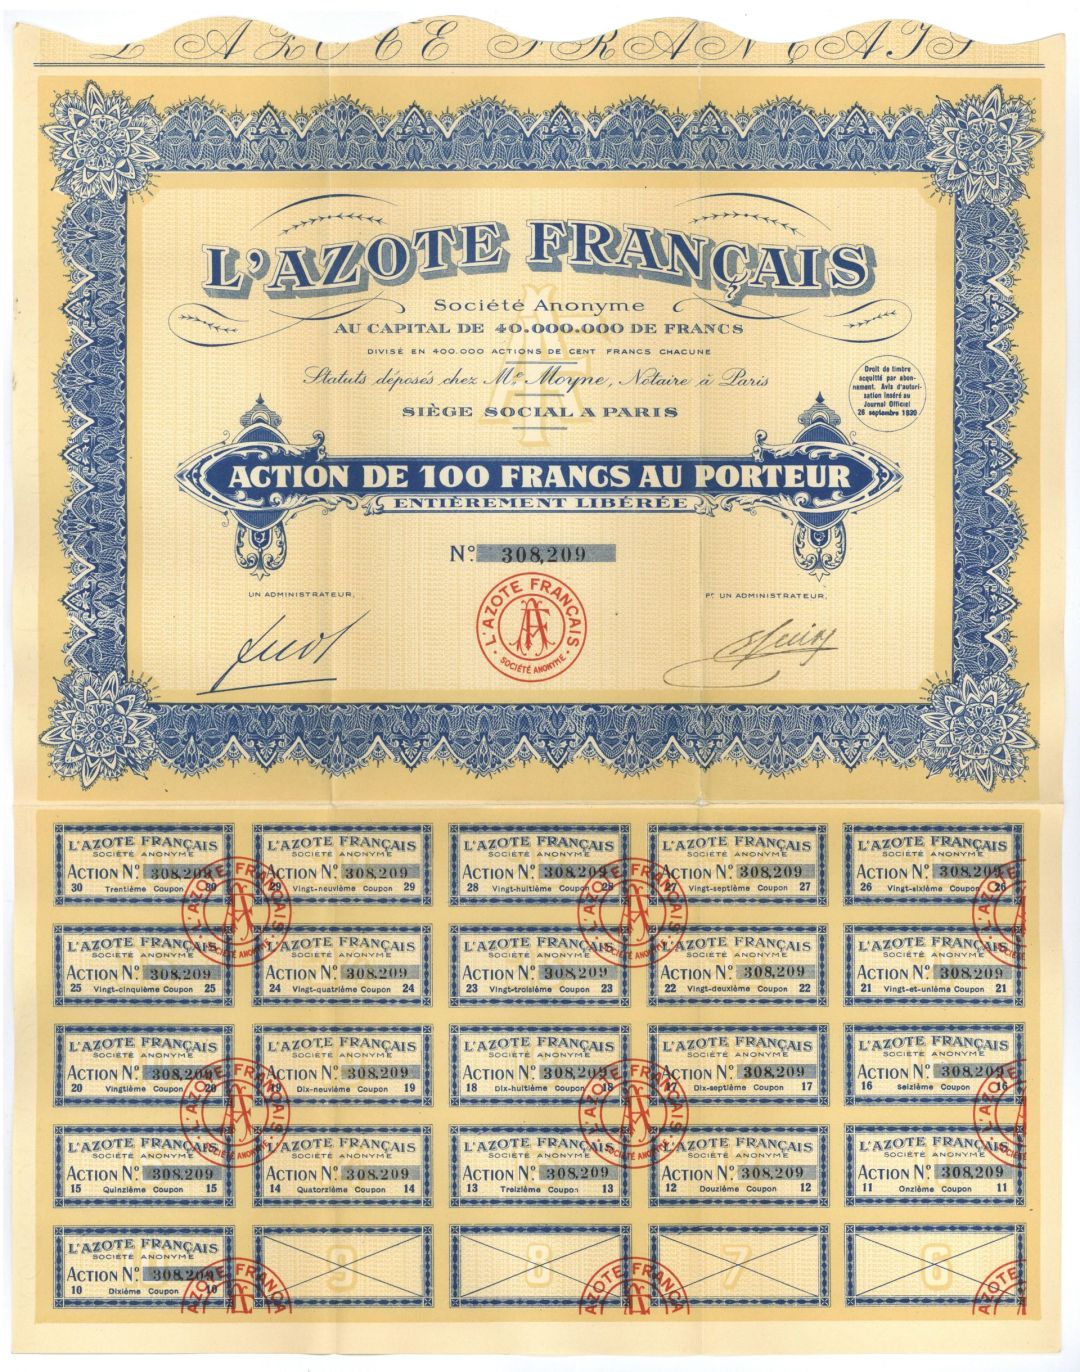 L'AZOTE FRANÇAIS
L'AZOTE FRANÇAIS
Société Anonyme
AU CAPITAL DE 40.000.000 DE FRANCS
DIVISÉ EN 400.000 ACTIONS DE CENT FRANCS CHACUNE
Statuts déposés chez Me. Moyne, Notaire à Paris
SIÈGE SOCIAL A PARIS
Droit de timbre
acquitté par abon-
nement. Avis d'autori-
sation inséré au
Journal Officiel
26 septembre 1930
ACTION DE 100 FRANCS AU PORTEUR
ENTIÈREMENT LIBÉRÉE
No. 308,209
UN ADMINISTRATEUR,
Pr. UN ADMINISTRATEUR,
L'AZOTE FRANÇAIS
AF
SOCIÉTÉ ANONYME
L'AZOTE FRANÇAIS
SOCIÉTÉ ANONYME
ACTION No. 308,209
30 Trentième Coupon 30
L'AZOTE FRANÇAIS
SOCIÉTÉ ANONYME
ACTION No. 308,209
29 Vingt-neuvième Coupon 29
L'AZOTE FRANÇAIS
SOCIÉTÉ ANONYME
ACTION No. 308,209
28 Vingt-huitième Coupon 28
L'AZOTE FRANÇAIS
SOCIÉTÉ ANONYME
ACTION No. 308,209
27 Vingt-septième Coupon 27
L'AZOTE FRANÇAIS
SOCIÉTÉ ANONYME
ACTION No. 308,209
26 Vingt-sixième Coupon 26
L'AZOTE FRANÇAIS
SOCIÉTÉ ANONYME
ACTION No. 308,209
25 Vingt-cinquième Coupon 25
L'AZOTE FRANÇAIS
SOCIÉTÉ ANONYME
ACTION No. 308,209
24 Vingt-quatrième Coupon 24
L'AZOTE FRANÇAIS
SOCIÉTÉ ANONYME
ACTION No. 308,209
23 Vingt-troisième Coupon 23
L'AZOTE FRANÇAIS
SOCIÉTÉ ANONYME
ACTION No. 308,209
22 Vingt-deuxième Coupon 22
L'AZOTE FRANÇAIS
SOCIÉTÉ ANONYME
ACTION No. 308,209
21 Vingt-et-unième Coupon 21
L'AZOTE FRANÇAIS
SOCIÉTÉ ANONYME
ACTION No. 308,209
20 Vingtième Coupon 20
L'AZOTE FRANÇAIS
SOCIÉTÉ ANONYME
ACTION No. 308,209
19 Dix-neuvième Coupon 19
L'AZOTE FRANÇAIS
SOCIÉTÉ ANONYME
ACTION No. 308,209
18 Dix-huitième Coupon 18
L'AZOTE FRANÇAIS
SOCIÉTÉ ANONYME
ACTION No. 308,209
17 Dix-septième Coupon 17
L'AZOTE FRANÇAIS
SOCIÉTÉ ANONYME
ACTION No. 308,209
16 Seizième Coupon 16
L'AZOTE FRANÇAIS
SOCIÉTÉ ANONYME
ACTION No. 308,209
15 Quinzième Coupon 15
L'AZOTE FRANÇAIS
SOCIÉTÉ ANONYME
ACTION No. 308,209
14 Quatorzième Coupon 14
L'AZOTE FRANÇAIS
SOCIÉTÉ ANONYME
ACTION No. 308,209
13 Treizième Coupon 13
L'AZOTE FRANÇAIS
SOCIÉTÉ ANONYME
ACTION No. 308,209
12 Douzième Coupon 12
L'AZOTE FRANÇAIS
SOCIÉTÉ ANONYME
ACTION No. 308,209
11 Onzième Coupon 11
L'AZOTE FRANÇAIS
SOCIÉTÉ ANONYME
ACTION No. 308,209
10 Dixième Coupon 10
9
8
7
6